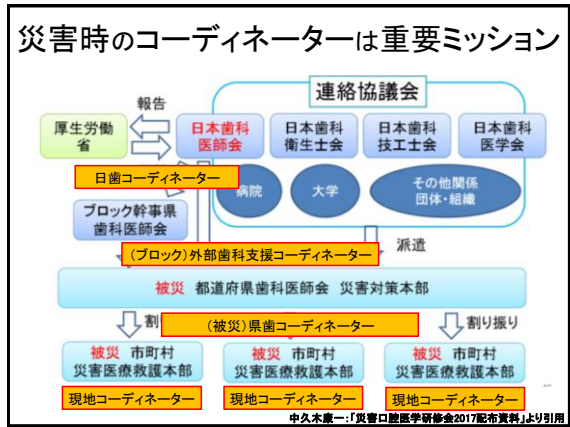 災害時のコーディネーターは重要ミッション
連絡協議会
報告
厚生労働
省
日本歯科
医師会
日本歯科
衛生士会
日本歯科
技工士会
日本歯科
医学会
日歯コーディネーター
病院
大学
その他関係
団体・組織
ブロック幹事県
歯科医師会
(ブロック)外部歯科支援コーディネーター
派遣
被災 都道府県歯科医師会 災害対策本部
割
(被災)県歯コーディネーター
割り振り
被災 市町村
災害医療救護本部
被災 市町村
災害医療救護本部
被災 市町村
災害医療救護本部
現地コーディネーター
現地コーディネーター
現地コーディネーター
中久木康一:「災害口腔医学研修会2017配布資料」より引用